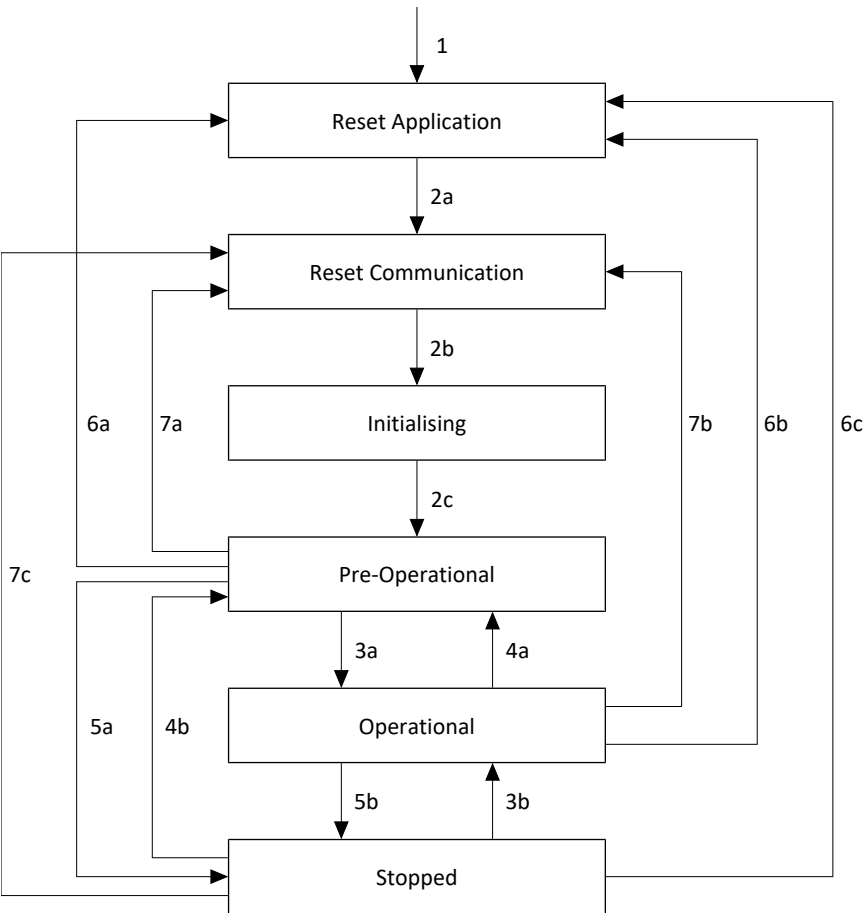 1
Reset Application
2a
Reset Communication
2b
6a
7a
Initialising
7b
6b
6c
2c
7c
Pre-Operational
3a
4a
5a
4b
Operational
5b
3b
Stopped